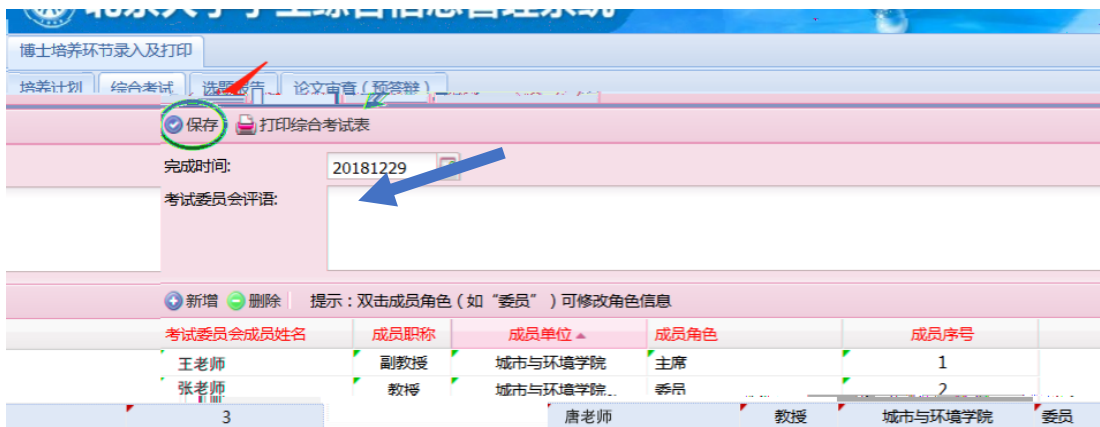 博士培养环节录入及打印
培养计划 综合考试 选题报告 论文审查（预答辩）
保存 打印综合考试表
完成时间: 20181229
考试委员会评语:
新增 删除 提示：双击成员角色（如“委员”）可修改角色信息
考试委员会成员姓名 成员职称 成员单位 成员角色 成员序号
王老师 副教授 城市与环境学院 主席 1
张老师 教授 城市与环境学院 委员 2
3 唐老师 教授 城市与环境学院 委员